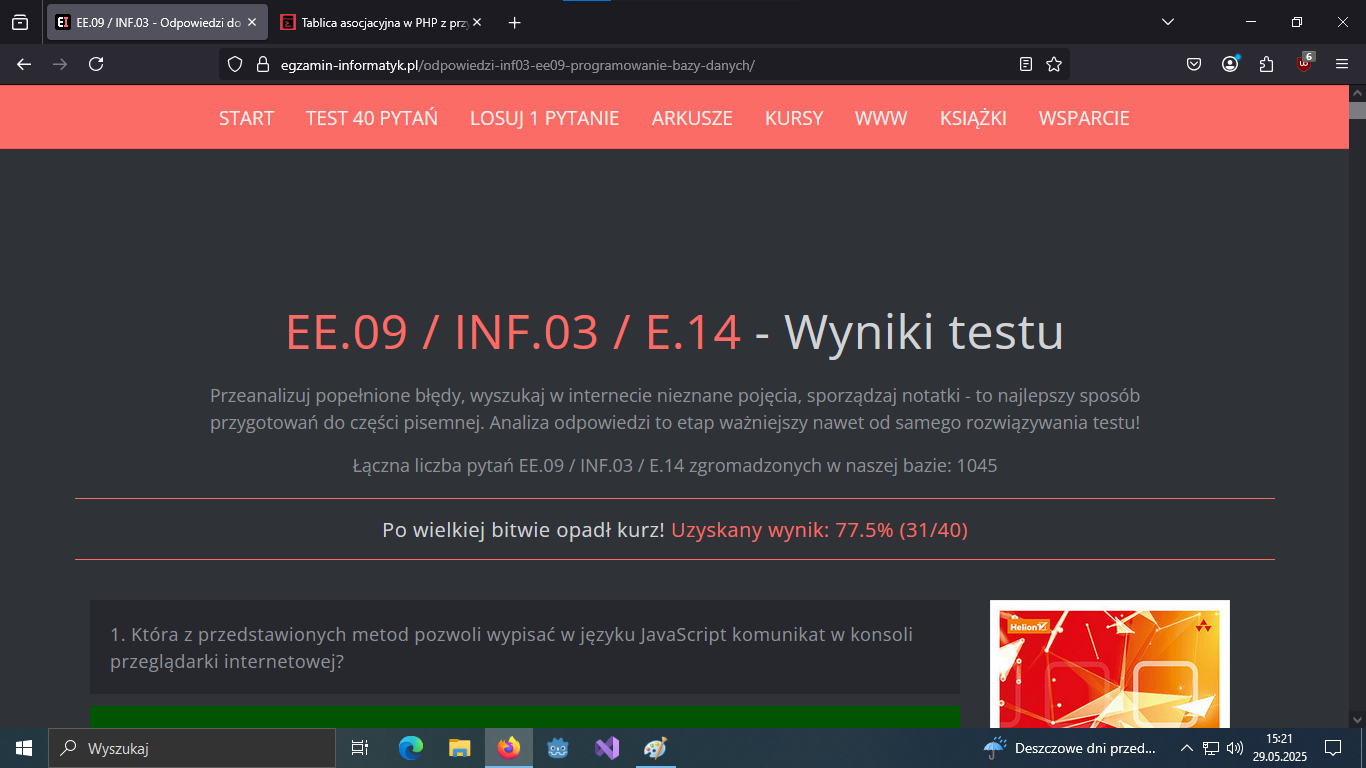 EE.09 / INF.03 - Odpowiedzi do
Tablica asocjacyjna w PHP z prz
egzamin-informatyk.pl/odpowiedzi-inf03-ee09-programowanie-bazy-danych/
6
START TEST 40 PYTAŃ LOSUJ 1 PYTANIE ARKUSZE KURSY WWW KSIĄŻKI WSPARCIE
EE.09 / INF.03 / E.14 - Wyniki testu
Przeanalizuj popełnione błędy, wyszukaj w internecie nieznane pojęcia, sporządzaj notatki - to najlepszy sposób
przygotowań do części pisemnej. Analiza odpowiedzi to etap ważniejszy nawet od samego rozwiązywania testu!
Łączna liczba pytań EE.09 / INF.03 / E.14 zgromadzonych w naszej bazie: 1045
Po wielkiej bitwie opadł kurz! Uzyskany wynik: 77.5% (31/40)
1. Która z przedstawionych metod pozwoli wypisać w języku JavaScript komunikat w konsoli
przeglądarki internetowej?
Helion
Wyszukaj
Deszczowe dni przed...
15:21
29.05.2025